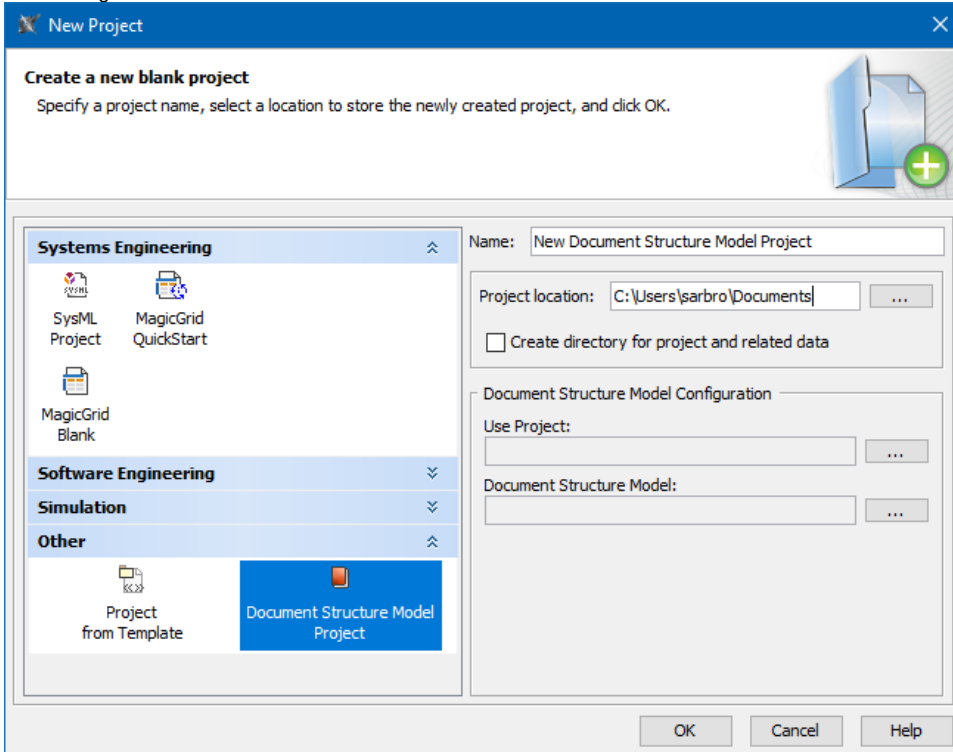 New Project
Create a new blank project
Specify a project name, select a location to store the newly created project, and click OK.
Systems Engineering
SysML
Project
MagicGrid
QuickStart
MagicGrid
Blank
Software Engineering
Simulation
Other
Project
from Template
Document Structure Model
Project
Name: New Document Structure Model Project
Project location: C:\Users\sarbro\Documents ...
Create directory for project and related data
Document Structure Model Configuration
Use Project:
...
Document Structure Model:
...
OK Cancel Help